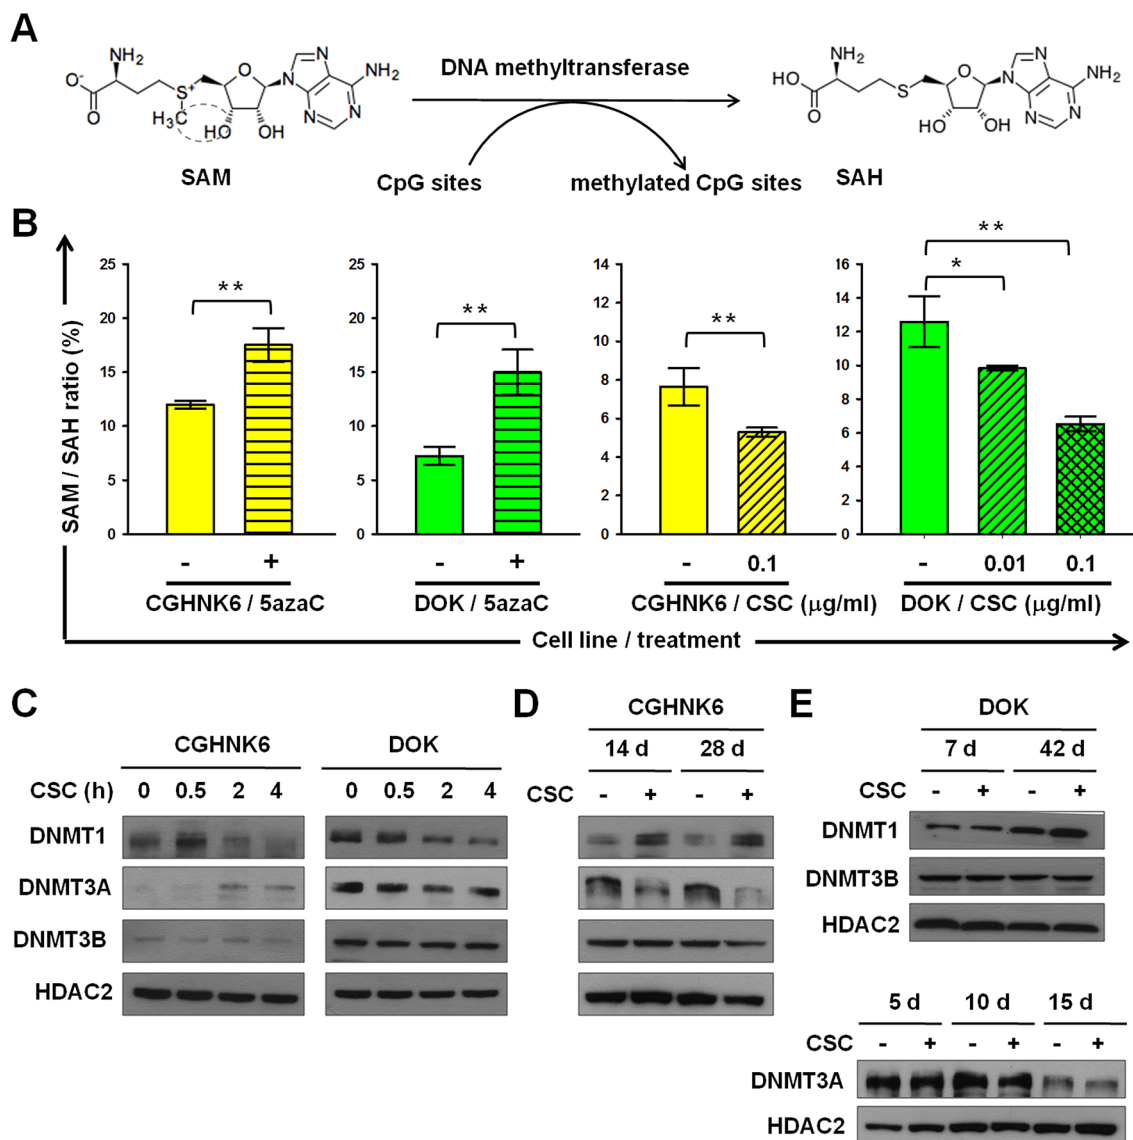 A
NH2
O-
O
S+
H3C
O
HO
OH
N
N
N
N
NH2
SAM
DNA methyltransferase
CpG sites
methylated CpG sites
NH2
HO
O
S
O
HO
OH
N
N
N
N
NH2
SAH
B
SAM / SAH ratio (%)
25
20
15
10
5
0
**
- +
CGHNK6 / 5azaC
25
20
15
10
5
0
**
- +
DOK / 5azaC
14
12
10
8
6
4
2
0
**
- 0.1
CGHNK6 / CSC (μg/ml)
16
14
12
10
8
6
4
2
0
**
*
- 0.01 0.1
DOK / CSC (μg/ml)
Cell line / treatment
C
CGHNK6 DOK
CSC (h) 0 0.5 2 4 0 0.5 2 4
DNMT1
DNMT3A
DNMT3B
HDAC2
D
CGHNK6
14 d 28 d
CSC - + - +
E
DOK
7 d 42 d
CSC - + - +
DNMT1
DNMT3B
HDAC2
5 d 10 d 15 d
CSC - + - + - +
DNMT3A
HDAC2